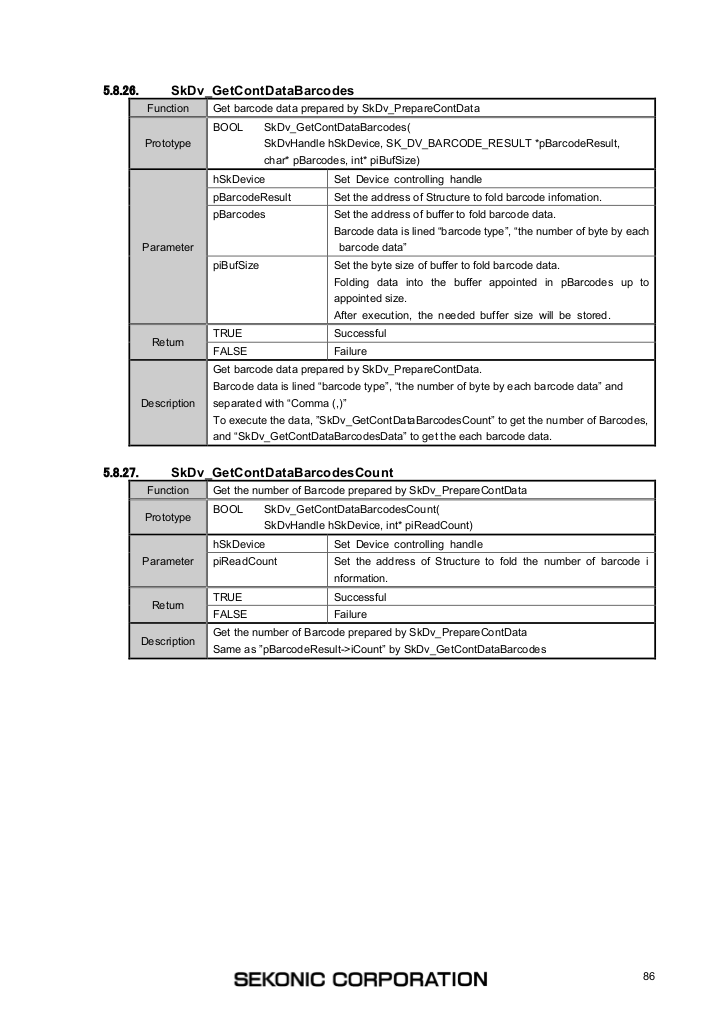 5.8.26. SkDv_GetContDataBarcodes
Function Get barcode data prepared by SkDv_PrepareContData
Prototype BOOL SkDv_GetContDataBarcodes(
SkDvHandle hSkDevice, SK_DV_BARCODE_RESULT *pBarcodeResult,
char* pBarcodes, int* piBufSize)
Parameter hSkDevice Set Device controlling handle
pBarcodeResult Set the address of Structure to fold barcode infomation.
pBarcodes Set the address of buffer to fold barcode data.
Barcode data is lined “barcode type”, “the number of byte by each
barcode data”
piBufSize Set the byte size of buffer to fold barcode data.
Folding data into the buffer appointed in pBarcodes up to
appointed size.
After execution, the needed buffer size will be stored.
Return TRUE Successful
FALSE Failure
Description Get barcode data prepared by SkDv_PrepareContData.
Barcode data is lined “barcode type”, “the number of byte by each barcode data” and
separated with “Comma (,)”
To execute the data, ”SkDv_GetContDataBarcodesCount” to get the number of Barcodes,
and “SkDv_GetContDataBarcodesData” to get the each barcode data.
5.8.27. SkDv_GetContDataBarcodesCount
Function Get the number of Barcode prepared by SkDv_PrepareContData
Prototype BOOL SkDv_GetContDataBarcodesCount(
SkDvHandle hSkDevice, int* piReadCount)
Parameter hSkDevice Set Device controlling handle
piReadCount Set the address of Structure to fold the number of barcode i
nformation.
Return TRUE Successful
FALSE Failure
Description Get the number of Barcode prepared by SkDv_PrepareContData
Same as ”pBarcodeResult->iCount” by SkDv_GetContDataBarcodes
SEKONIC CORPORATION 86